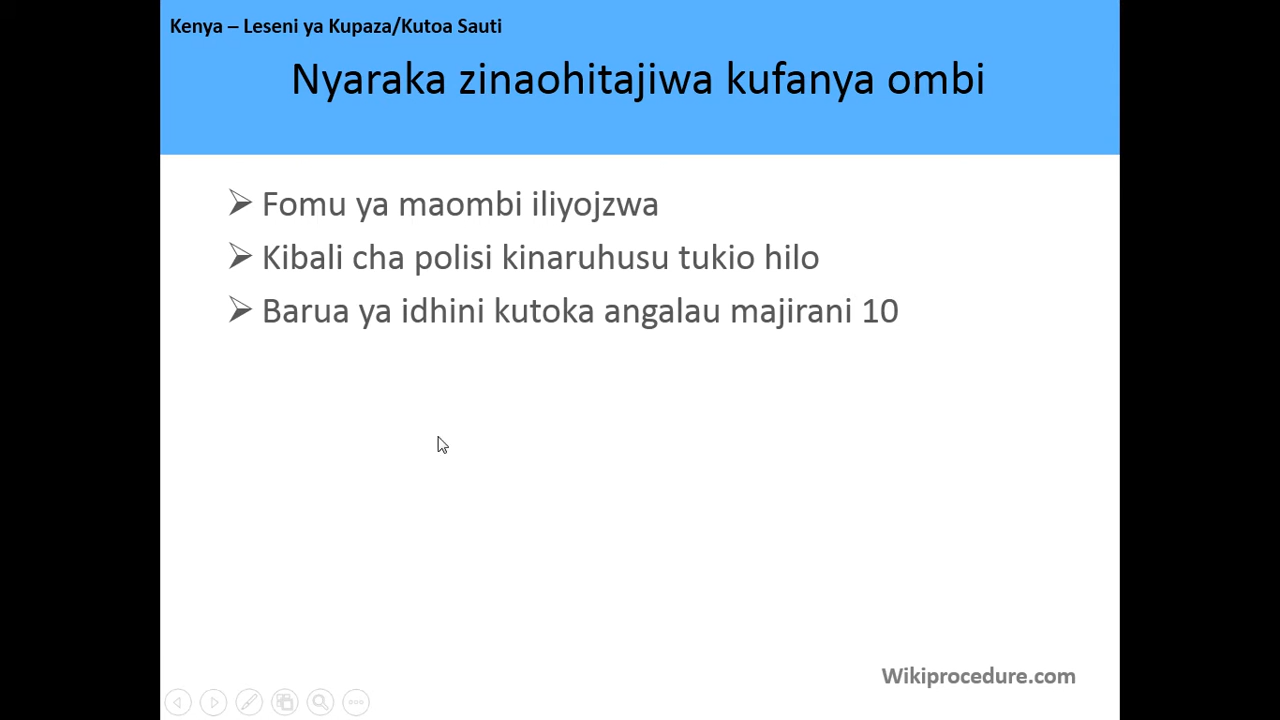 Kenya – Leseni ya Kupaza/Kutoa Sauti
Nyaraka zinaohitajiwa kufanya ombi
Fomu ya maombi iliyojzwa
Kibali cha polisi kinaruhusu tukio hilo
Barua ya idhini kutoka angalau majirani 10
Wikiprocedure.com